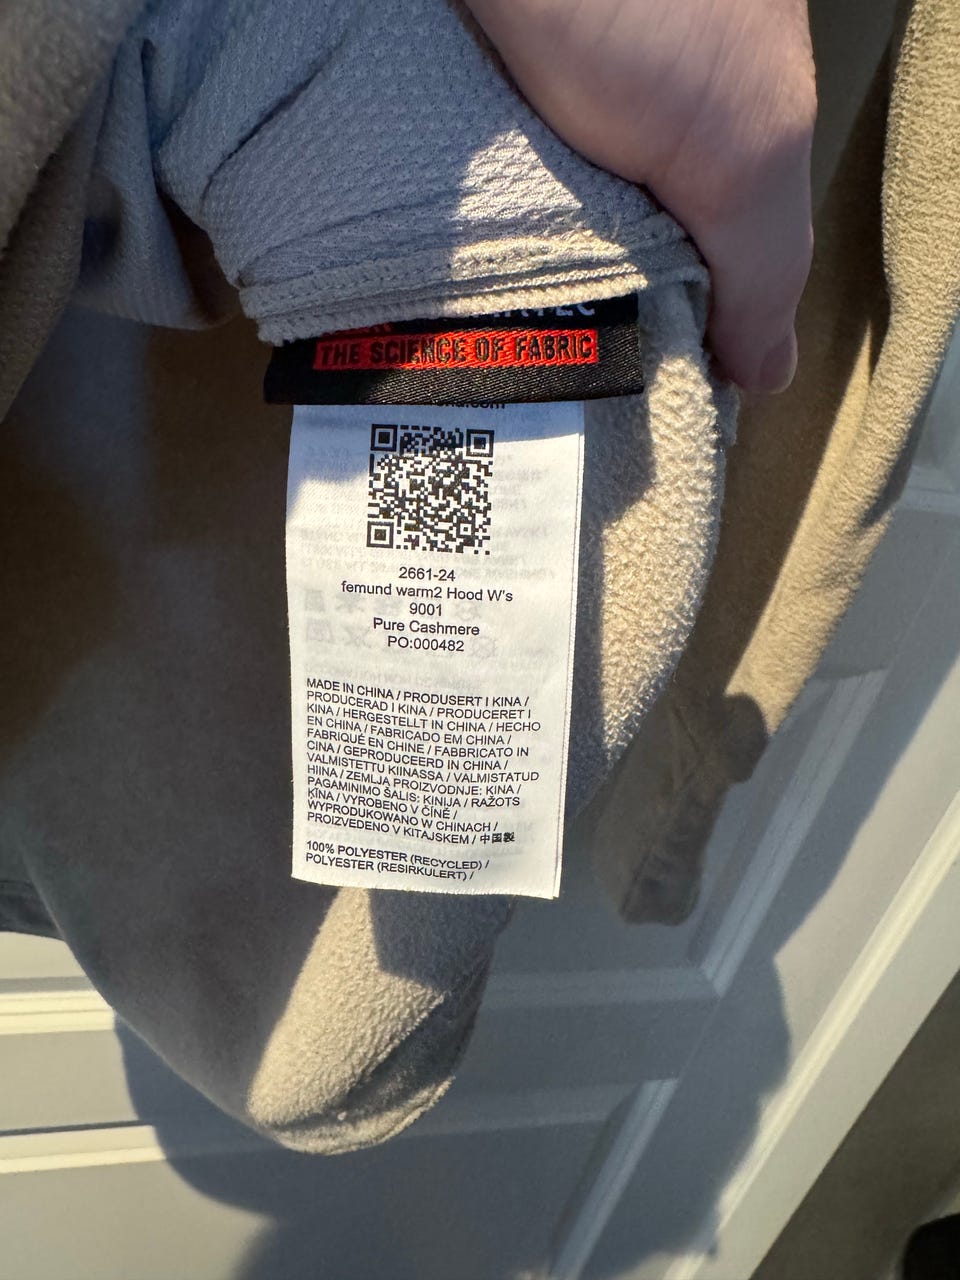 THE SCIENCE OF FABRIC
2661-24
femund warm2 Hood W's
9001
Pure Cashmere
PO:000482
MADE IN CHINA / PRODUSERT I KINA /
PRODUCERAD I KINA / PRODUCERET I
KINA / HERGESTELLT IN CHINA / HECHO
EN CHINA / FABRICADO EM CHINA /
FABRIQUÉ EN CHINE / FABBRICATO IN
CINA / GEPRODUCEERD IN CHINA /
VALMISTETTU KIINASSA / VALMISTATUD
HIINA / ZEMLJA PROIZVODNJE: ĶINA /
PAGAMINIMO ŠALIS: KINIJA / RAŽOTS
ĶĪNA / VYROBENO V ČÍNĚ /
WYPRODUKOWANO W CHINACH /
PROIZVEDENO V KITAJSKEM / 中国製
100% POLYESTER (RECYCLED) /
POLYESTER (RESIRKULERT) /